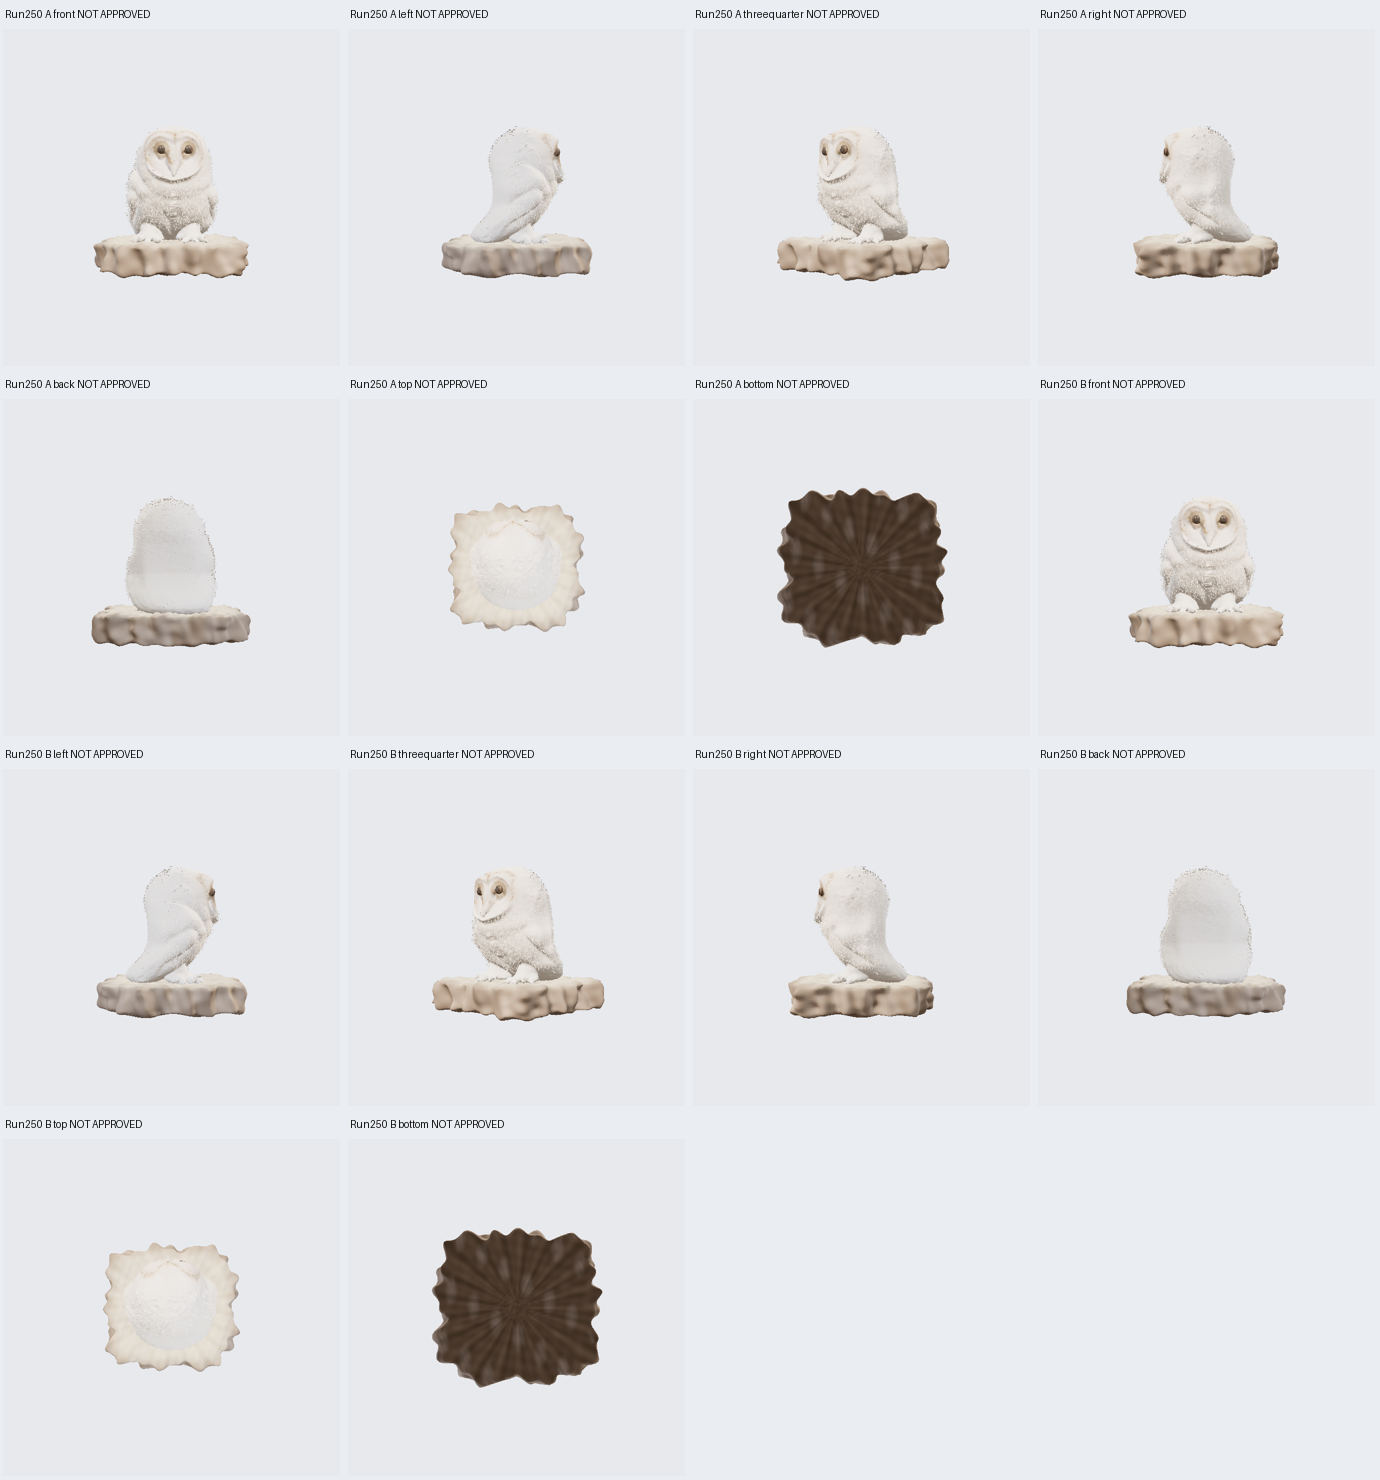 Run250 A front NOT APPROVED
Run250 A left NOT APPROVED
Run250 A threequarter NOT APPROVED
Run250 A right NOT APPROVED
Run250 A back NOT APPROVED
Run250 A top NOT APPROVED
Run250 A bottom NOT APPROVED
Run250 B front NOT APPROVED
Run250 B left NOT APPROVED
Run250 B threequarter NOT APPROVED
Run250 B right NOT APPROVED
Run250 B back NOT APPROVED
Run250 B top NOT APPROVED
Run250 B bottom NOT APPROVED